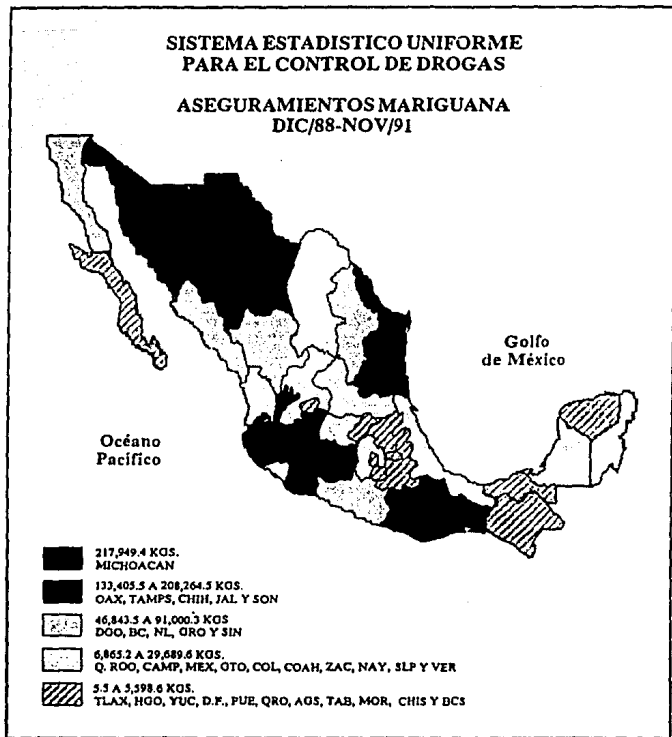 SISTEMA ESTADISTICO UNIFORME
PARA EL CONTROL DE DROGAS
ASEGURAMIENTOS MARIGUANA
DIC/88-NOV/91
Golfo
de México
Océano
Pacífico
217,949.4 KGS.
MICHOACAN
133,405.5 A 208,264.5 KGS.
OAX, TAMPS, CHIH, JAL Y SON
46,843.5 A 91,000.3 KGS
DGO, BC, NL, GRO Y SIN
6,865.2 A 29,689.6 KGS.
Q. ROO, CAMP, MEX, GTO, COL, COAH, ZAC, NAY, SLP Y VER
5.5 A 5,598.6 KGS.
TLAX, HGO, YUC, D.F., PUE, QRO, AGS, TAB, MOR, CHIS Y BCS